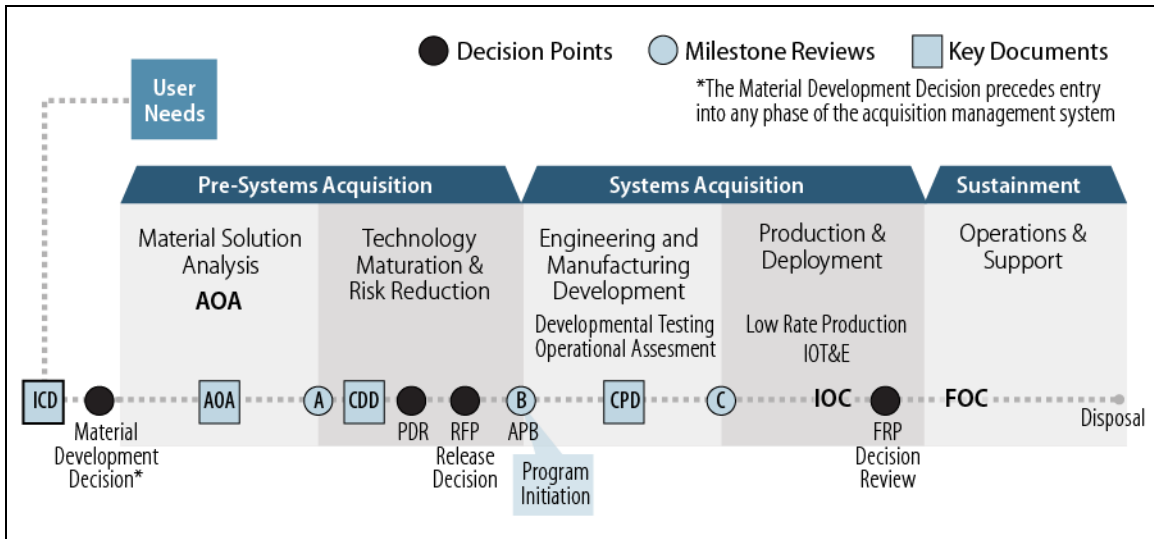 Decision Points
Milestone Reviews
Key Documents
*The Material Development Decision precedes entry
into any phase of the acquisition management system
User
Needs
Pre-Systems Acquisition
Systems Acquisition
Sustainment
Material Solution
Analysis
AOA
Technology
Maturation &
Risk Reduction
Engineering and
Manufacturing
Development
Developmental Testing
Operational Assesment
Production &
Deployment
Low Rate Production
IOT&E
Operations &
Support
ICD
AOA
A
CDD
B
CPD
C
IOC
FOC
Disposal
Material
Development
Decision*
PDR
RFP
Release
Decision
APB
Program
Initiation
FRP
Decision
Review